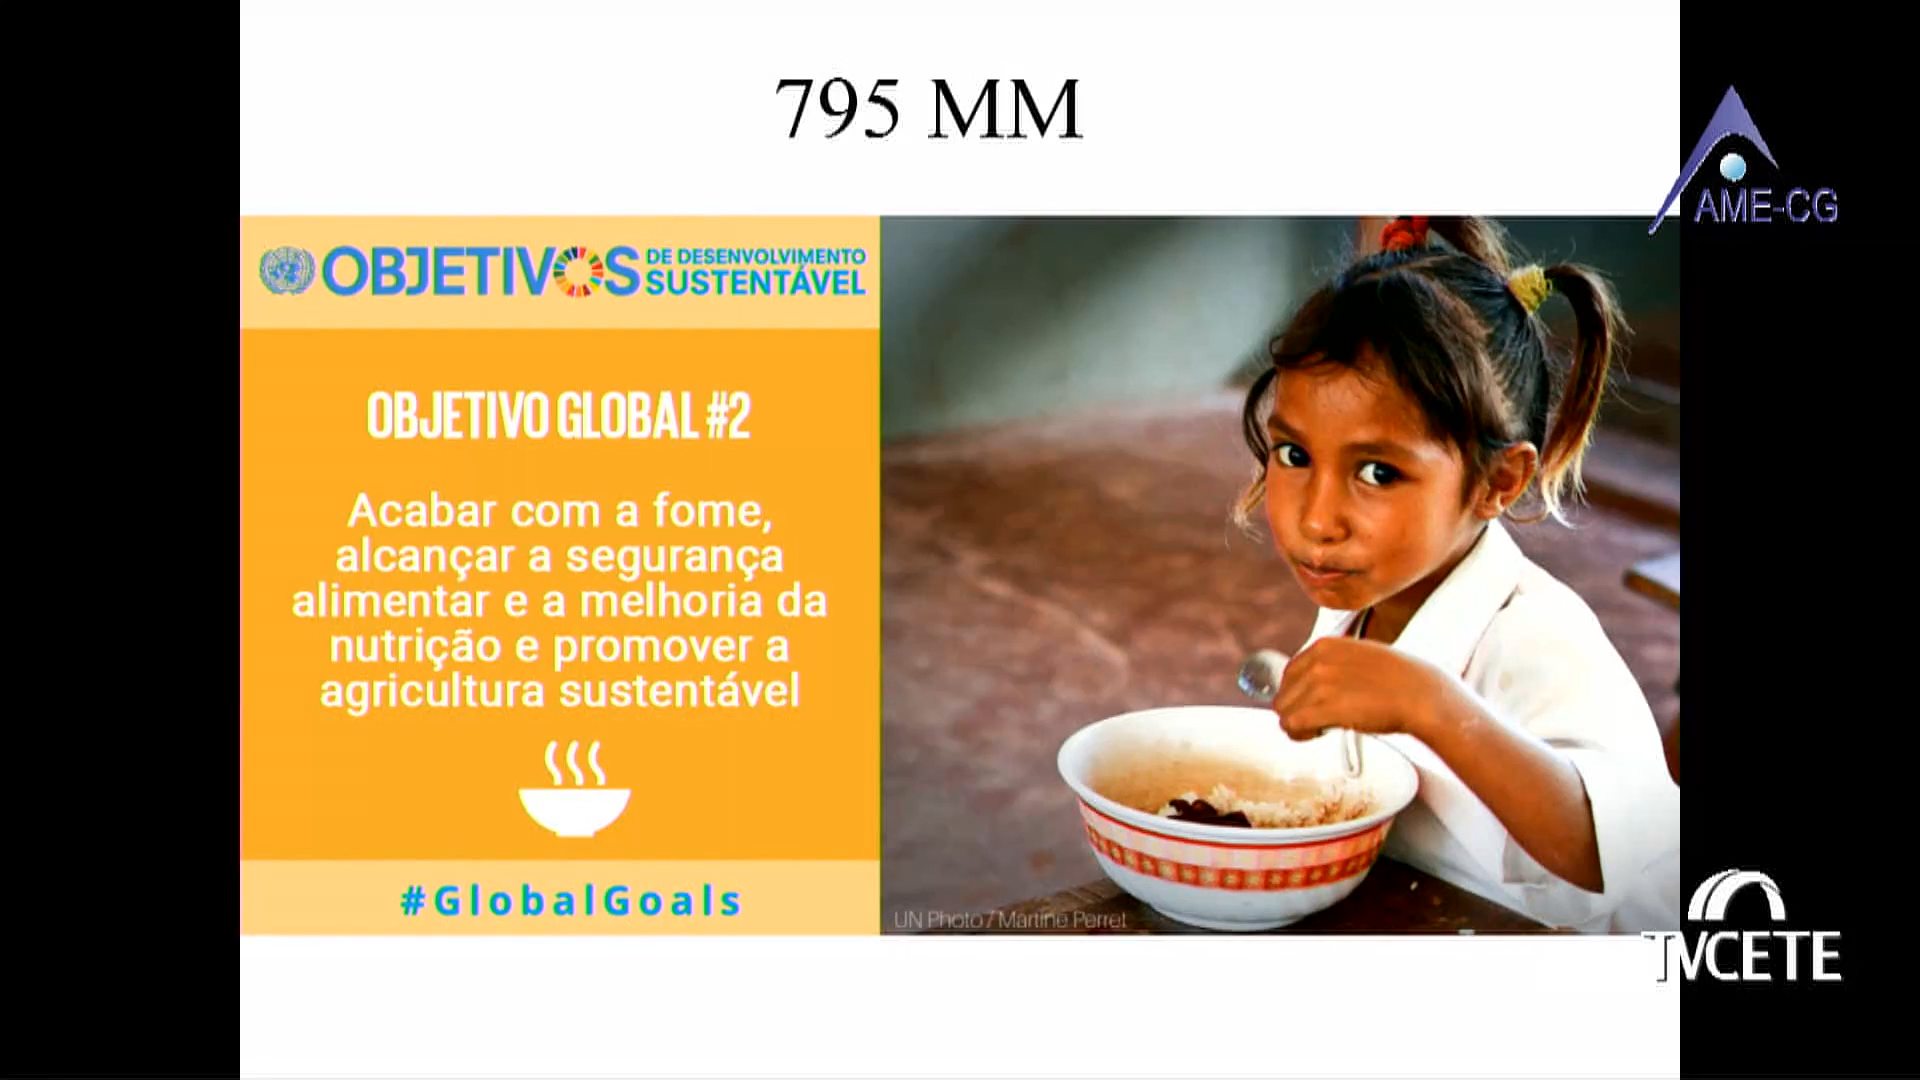 795 MM
AME-CG
OBJETIVOS DE DESENVOLVIMENTO
SUSTENTÁVEL
OBJETIVO GLOBAL #2
Acabar com a fome,
alcançar a segurança
alimentar e a melhoria da
nutrição e promover a
agricultura sustentável
#GlobalGoals
UN Photo / Martine Perret
TVCETE